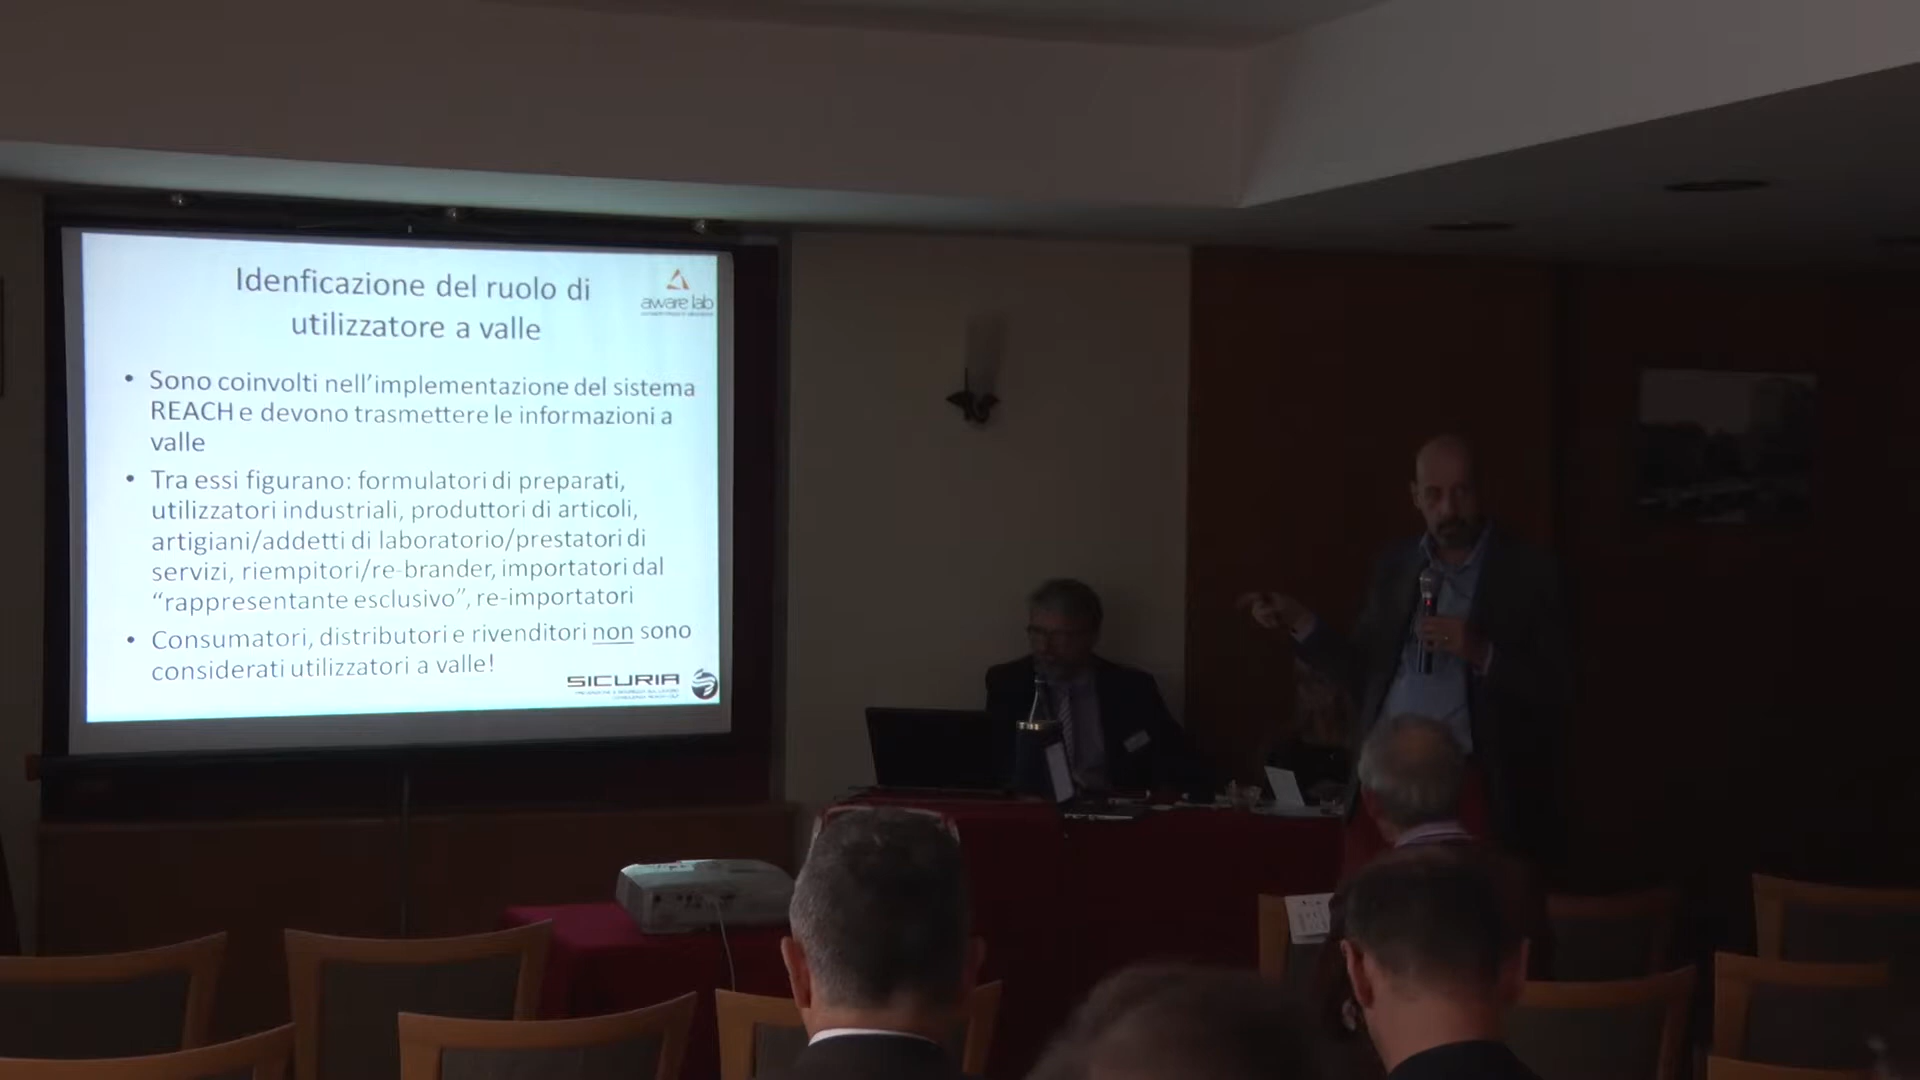 Idenficazione del ruolo di
utilizzatore a valle
aware lab
• Sono coinvolti nell'implementazione del sistema
REACH e devono trasmettere le informazioni a
valle
• Tra essi figurano: formulatori di preparati,
utilizzatori industriali, produttori di articoli,
artigiani/addetti di laboratorio/prestatori di
servizi, riempitori/re-brander, importatori dal
“rappresentante esclusivo”, re-importatori
• Consumatori, distributori e rivenditori non sono
considerati utilizzatori a valle!
SICURIA